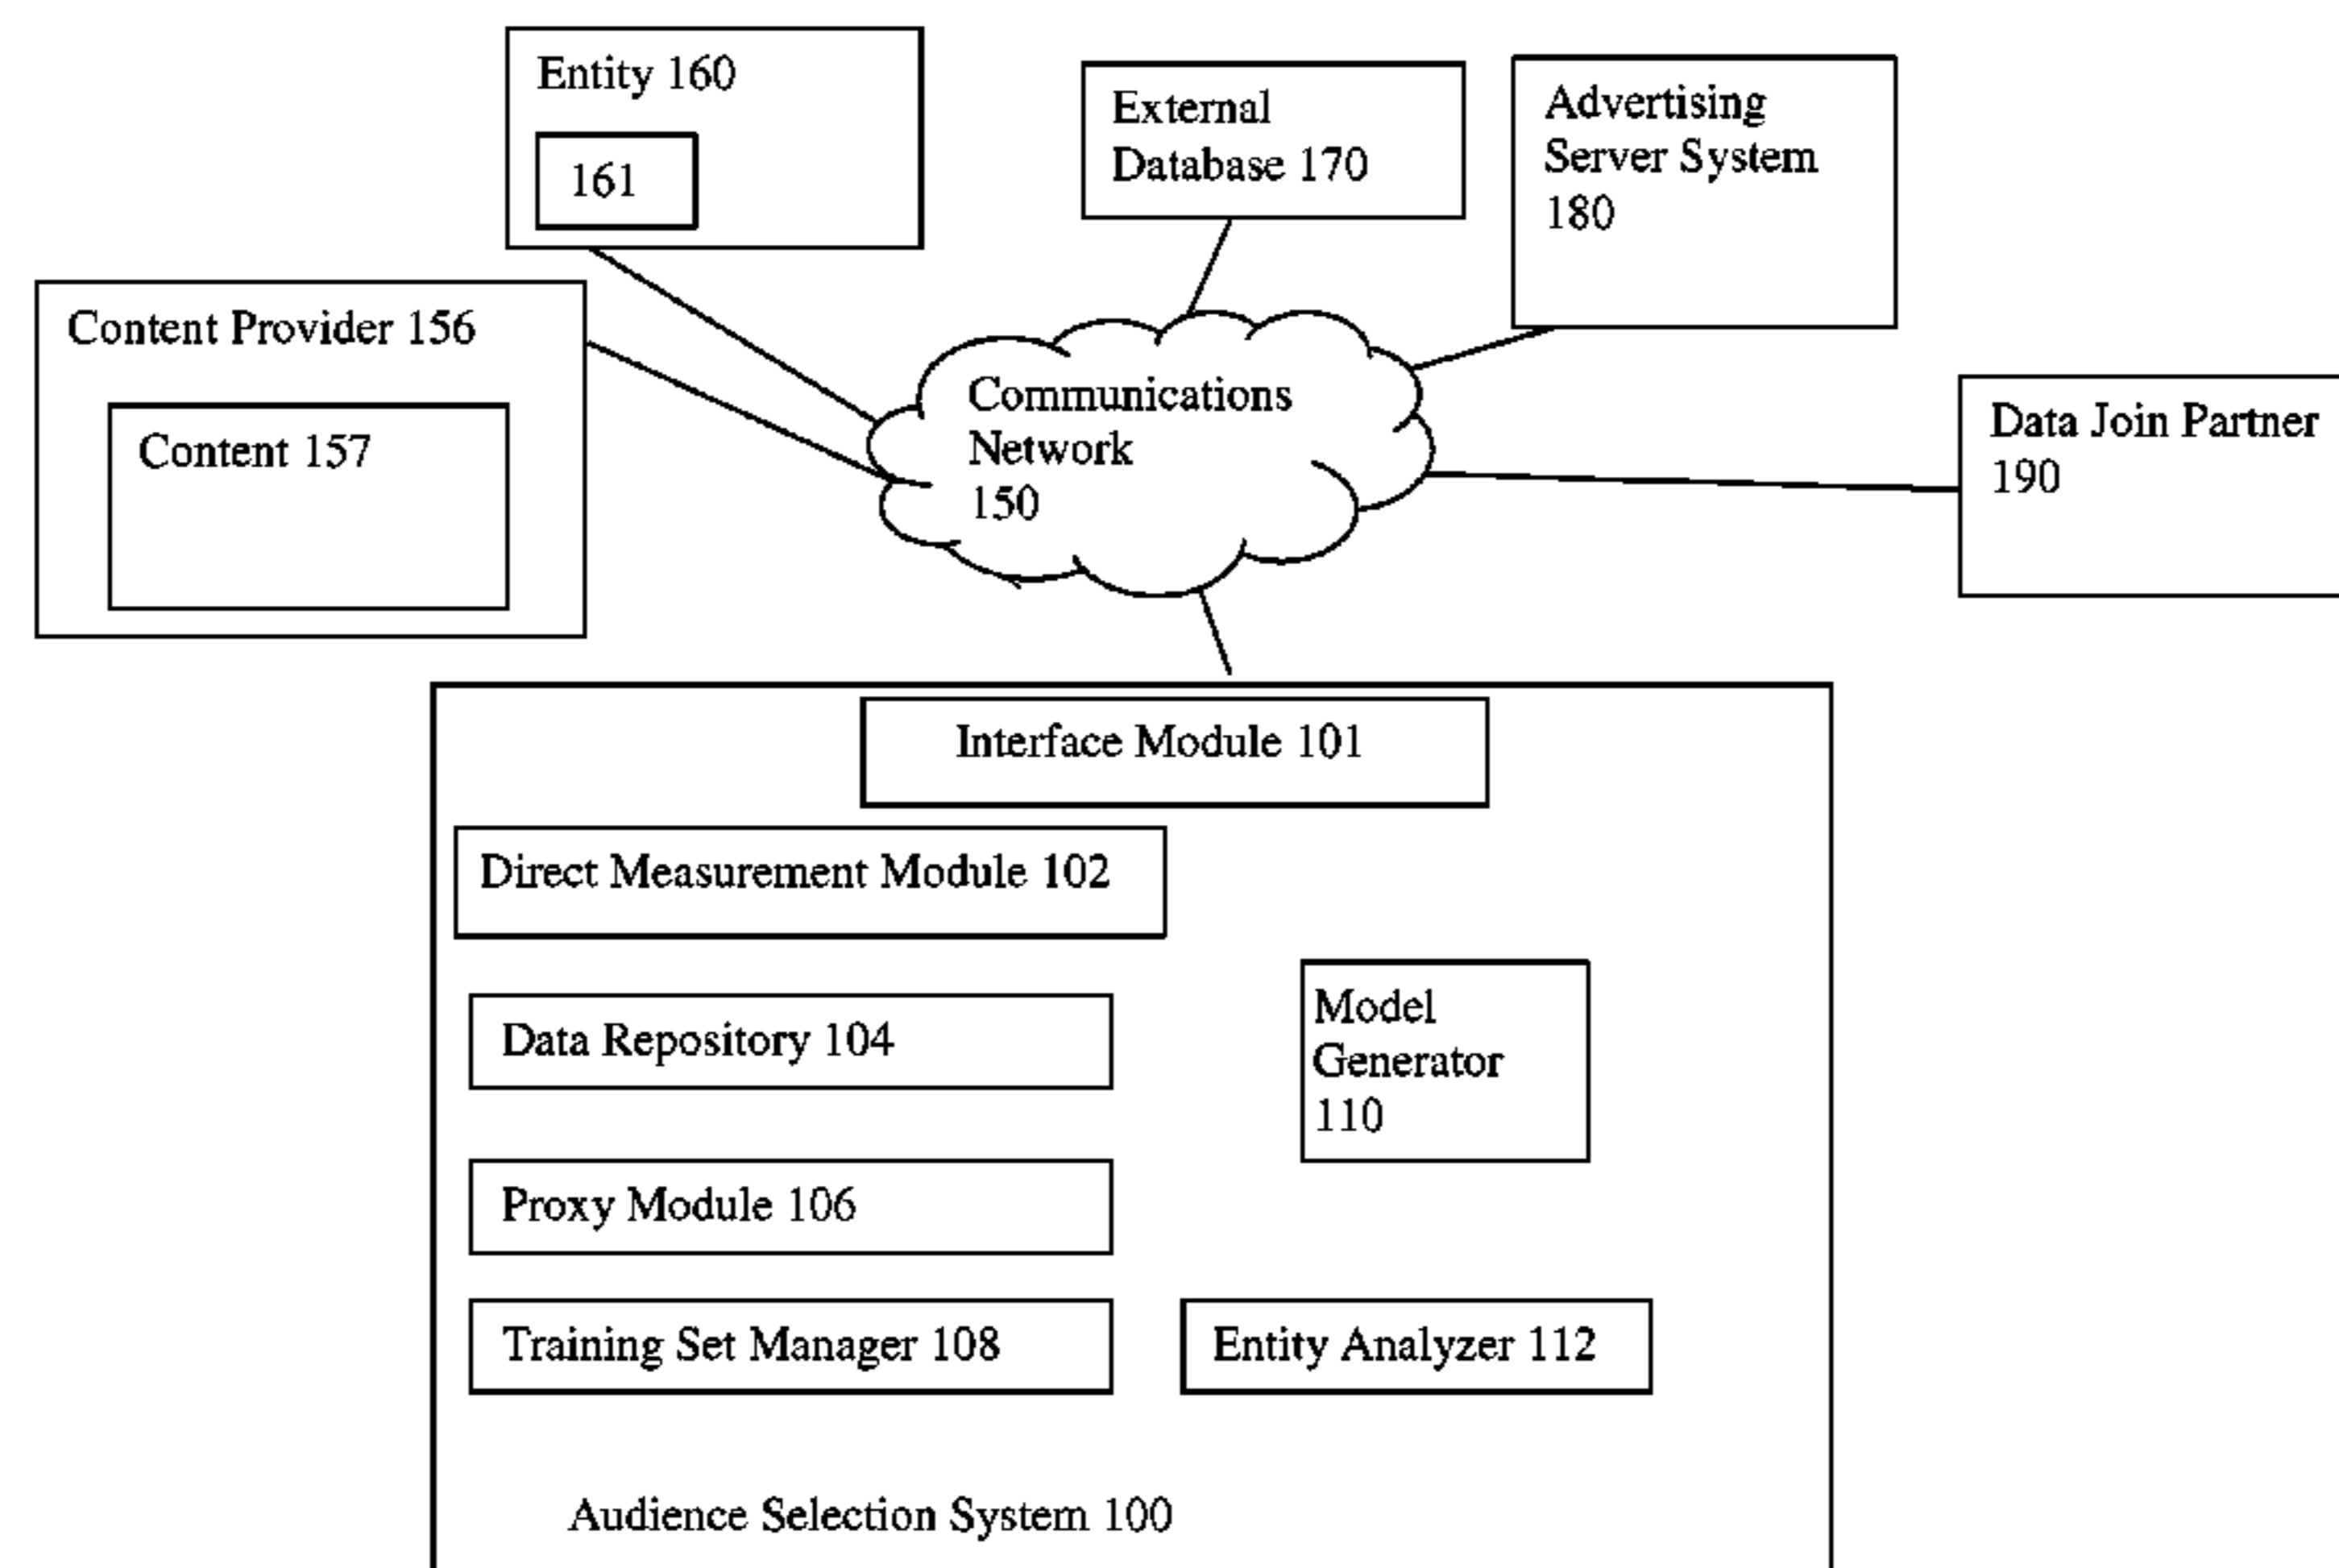 Entity 160
161
External
Database 170
Advertising
Server System
180
Content Provider 156
Content 157
Communications
Network
150
Data Join Partner
190
Interface Module 101
Direct Measurement Module 102
Data Repository 104
Model
Generator
110
Proxy Module 106
Training Set Manager 108
Entity Analyzer 112
Audience Selection System 100